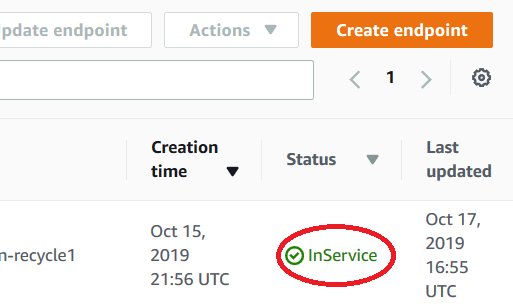 pdate endpoint Actions Create endpoint
1
Creation time Status Last updated
n-recycle1 Oct 15, 2019 21:56 UTC InService Oct 17, 2019 16:55 UTC